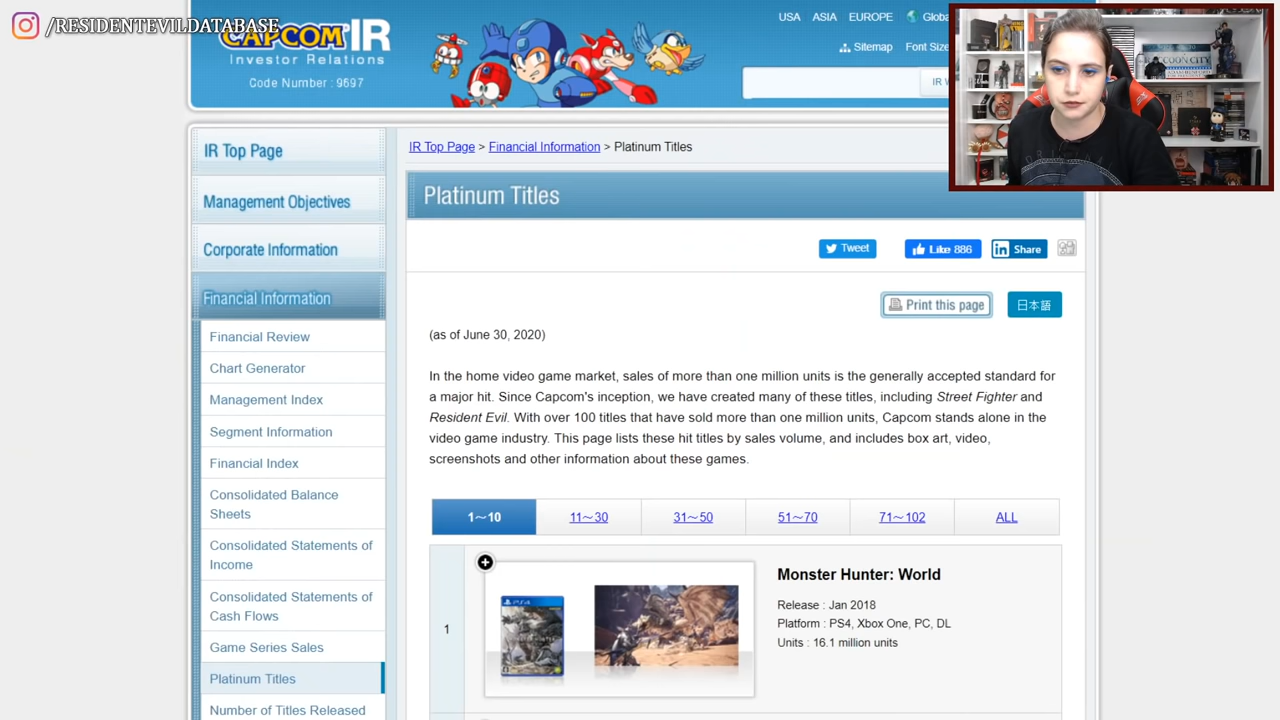 /RESIDENTEVILDATABASE
CAPCOM IR
Investor Relations
Code Number : 9697
USA ASIA EUROPE
Sitemap Font Size
IR Top Page
Management Objectives
Corporate Information
Financial Information
Financial Review
Chart Generator
Management Index
Segment Information
Financial Index
Consolidated Balance
Sheets
Consolidated Statements of
Income
Consolidated Statements of
Cash Flows
Game Series Sales
Platinum Titles
Number of Titles Released
IR Top Page > Financial Information > Platinum Titles
Platinum Titles
Tweet Like 886 in Share
Print this page 日本語
(as of June 30, 2020)
In the home video game market, sales of more than one million units is the generally accepted standard for
a major hit. Since Capcom's inception, we have created many of these titles, including Street Fighter and
Resident Evil. With over 100 titles that have sold more than one million units, Capcom stands alone in the
video game industry. This page lists these hit titles by sales volume, and includes box art, video,
screenshots and other information about these games.
1～10 11～30 31～50 51～70 71～102 ALL
1
PS4
Monster Hunter: World
Release : Jan 2018
Platform : PS4, Xbox One, PC, DL
Units : 16.1 million units
RACCOON CITY